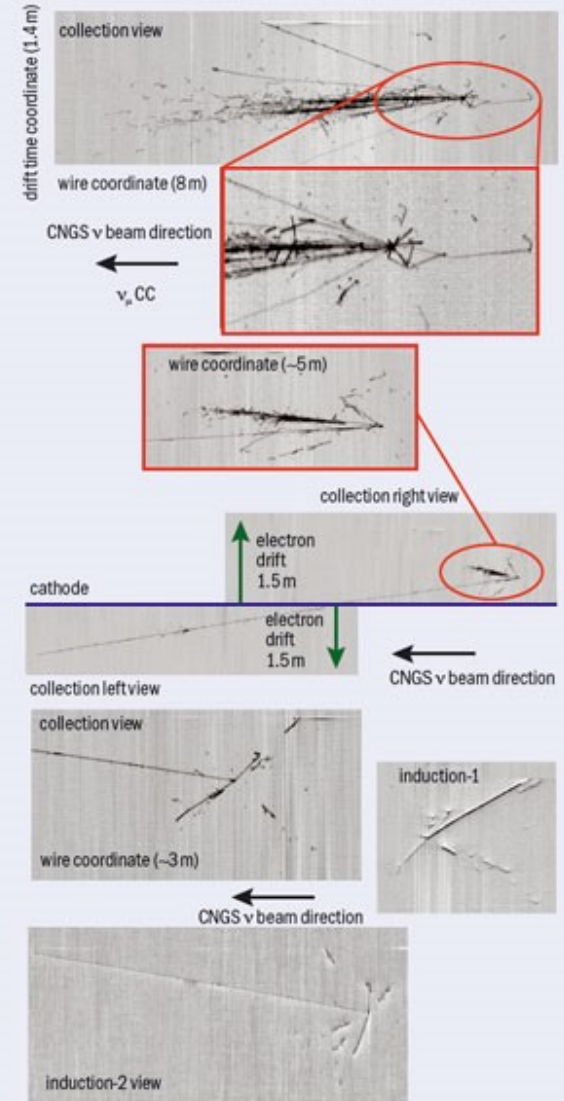 drift time coordinate (1.4 m)
collection view
wire coordinate (8 m)
CNGS ν beam direction
νμ CC
wire coordinate (~5 m)
collection right view
electron
drift
1.5 m
cathode
electron
drift
1.5 m
CNGS ν beam direction
collection left view
collection view
induction-1
wire coordinate (~3 m)
CNGS ν beam direction
induction-2 view